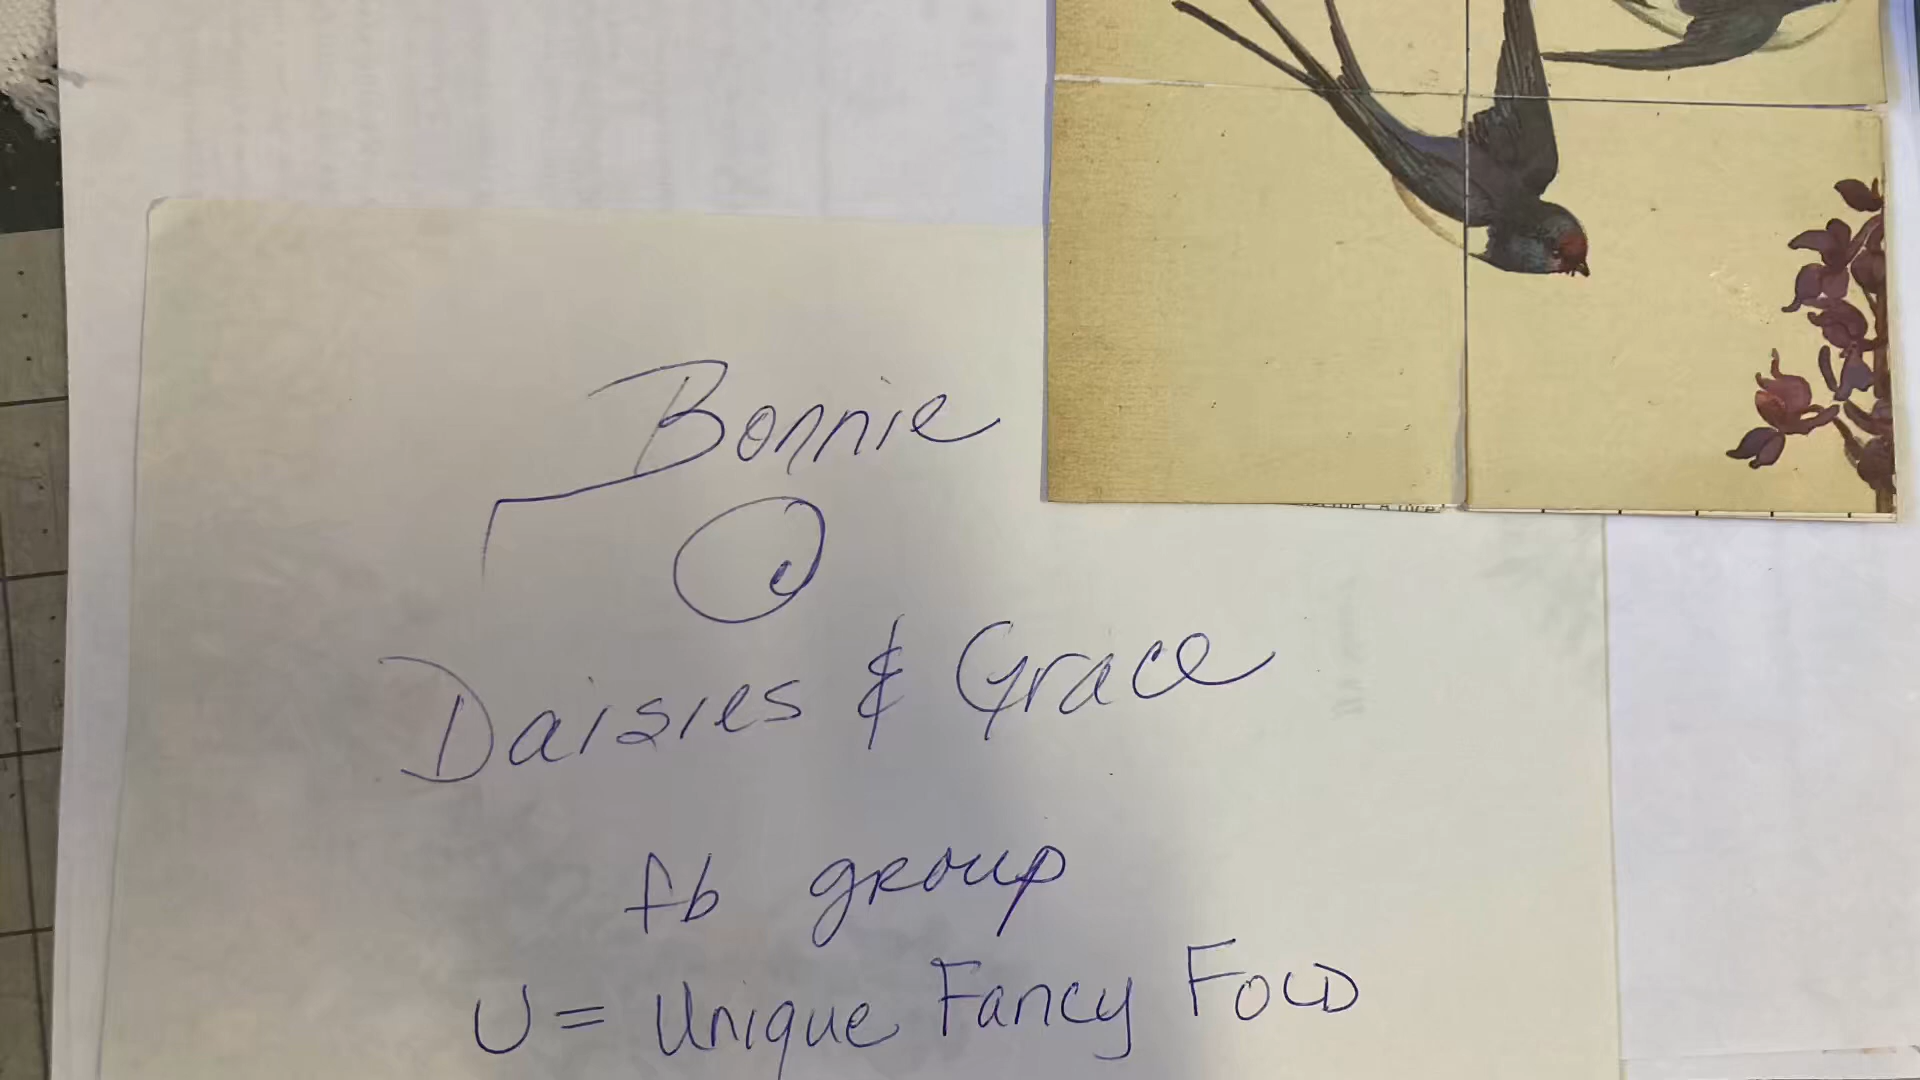 Bonnie
@
Daisies & Grace
fb group
U = Unique Fancy Fold